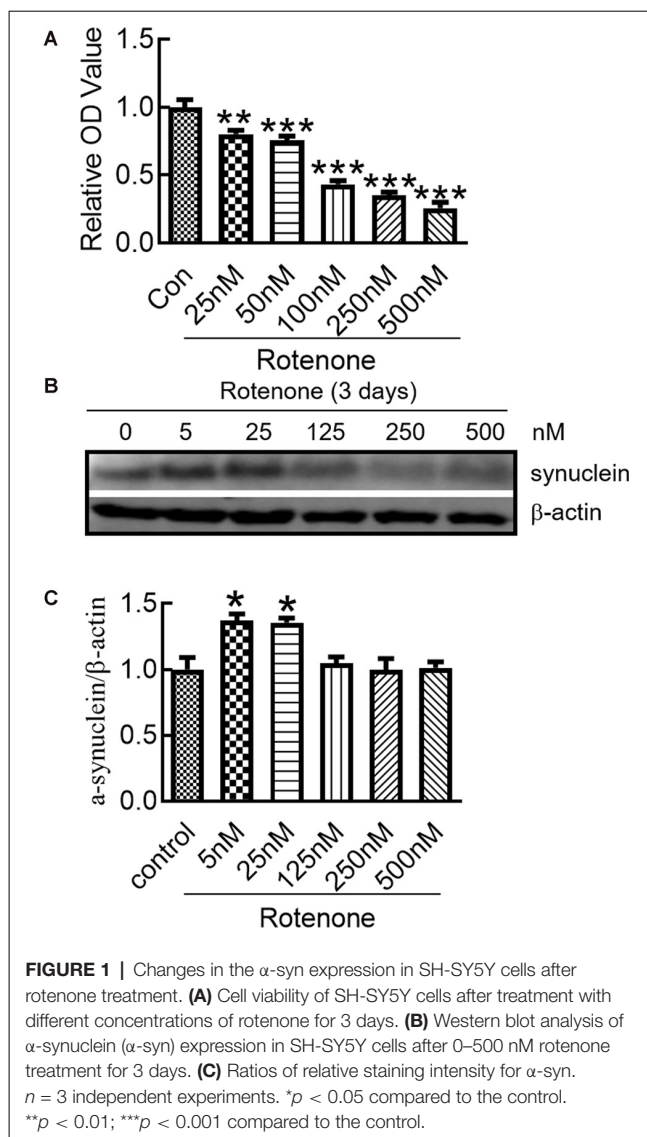 A
Relative OD Value
1.5
1.0
0.5
0.0
** *** *** *** ***
Con 25nM 50nM 100nM 250nM 500nM
Rotenone
B
Rotenone (3 days)
0 5 25 125 250 500 nM
synuclein
β-actin
C
a-synuclein/β-actin
1.5
1.0
0.5
0.0
* *
control 5nM 25nM 125nM 250nM 500nM
Rotenone
FIGURE 1 | Changes in the α-syn expression in SH-SY5Y cells after
rotenone treatment. (A) Cell viability of SH-SY5Y cells after treatment with
different concentrations of rotenone for 3 days. (B) Western blot analysis of
α-synuclein (α-syn) expression in SH-SY5Y cells after 0–500 nM rotenone
treatment for 3 days. (C) Ratios of relative staining intensity for α-syn.
n = 3 independent experiments. *p < 0.05 compared to the control.
**p < 0.01; ***p < 0.001 compared to the control.